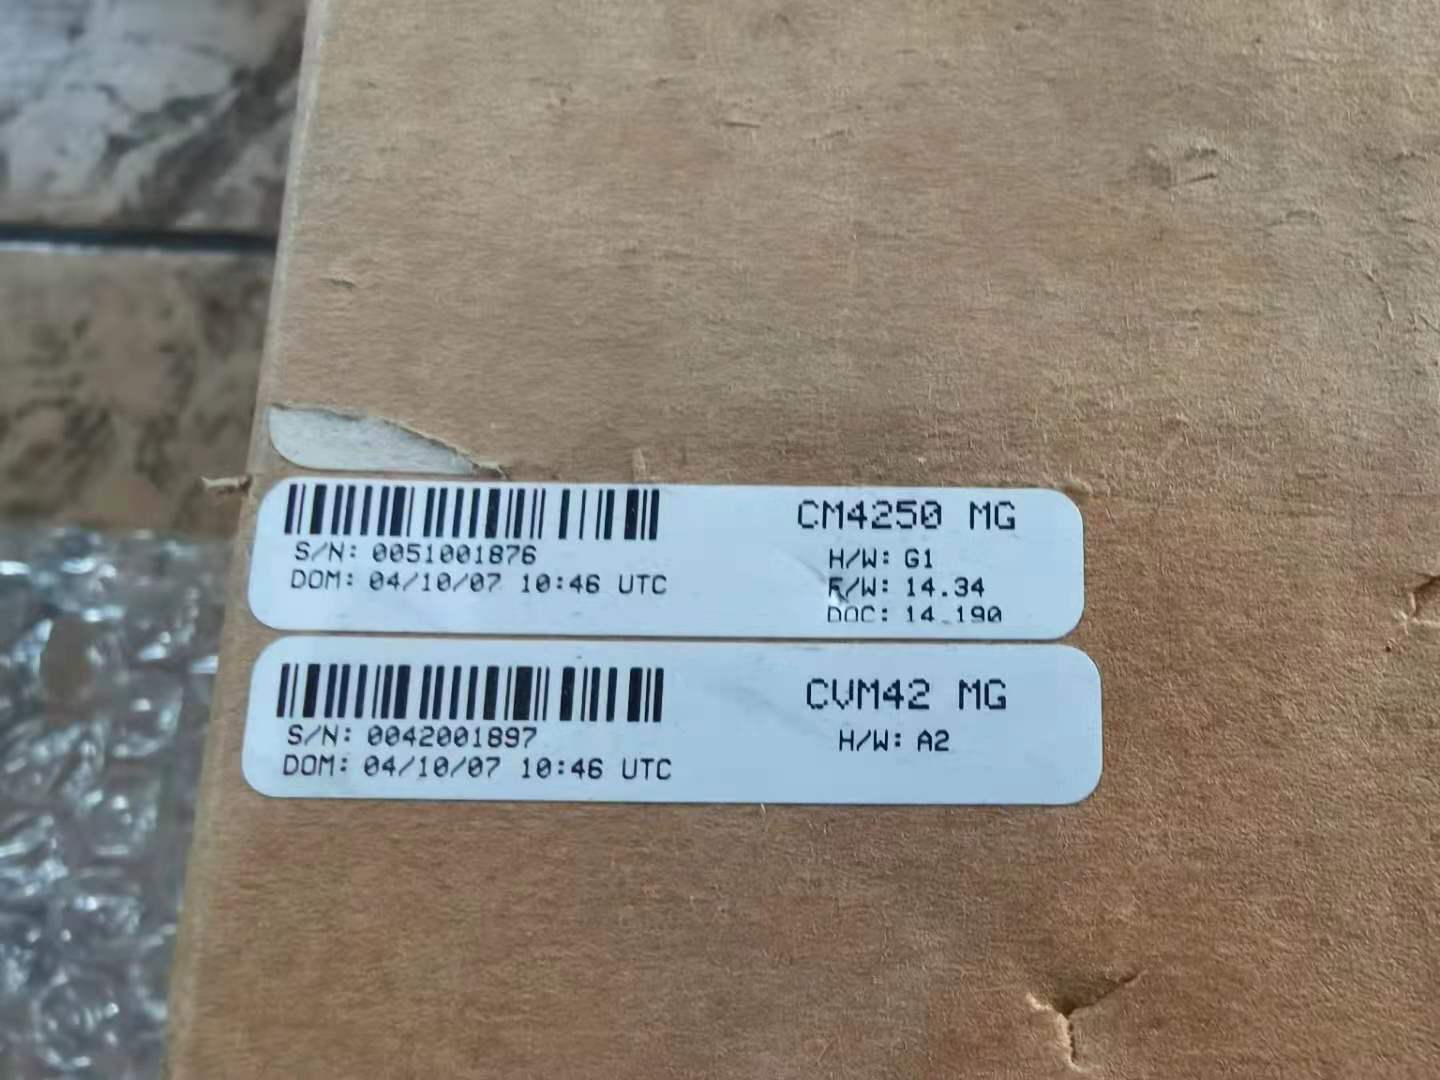 CM4250 MG
S/N: 0051001876
H/W: G1
DOM: 04/10/07 10:46 UTC
F/W: 14.34
DOC: 14.190
CVM42 MG
S/N: 0042001897
H/W: A2
DOM: 04/10/07 10:46 UTC